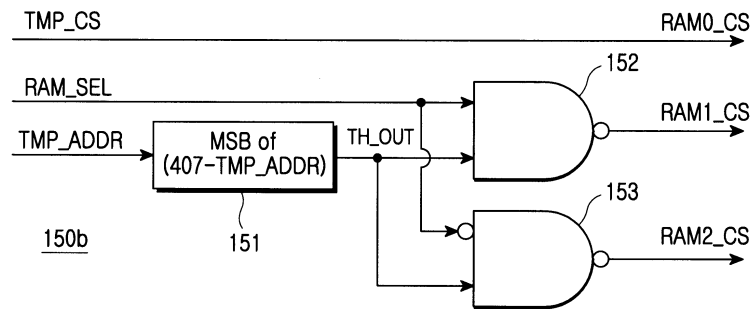 TMP_CS
RAM0_CS
152
RAM_SEL
RAM1_CS
TMP_ADDR
MSB of
(407-TMP_ADDR)
TH_OUT
151
153
150b
RAM2_CS